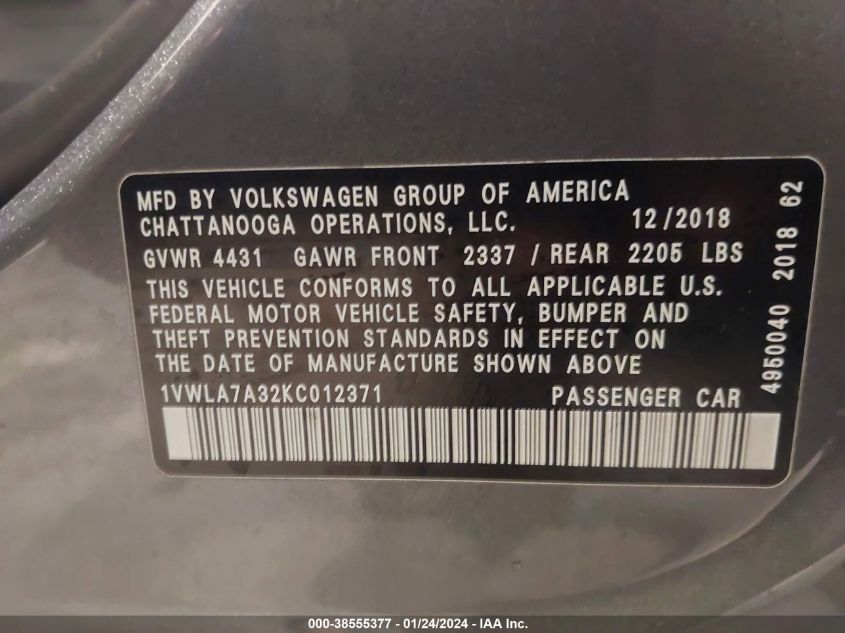 MFD BY VOLKSWAGEN GROUP OF AMERICA
CHATTANOOGA OPERATIONS, LLC. 12/2018
GVWR 4431 GAWR FRONT 2337 / REAR 2205 LBS
THIS VEHICLE CONFORMS TO ALL APPLICABLE U.S.
FEDERAL MOTOR VEHICLE SAFETY, BUMPER AND
THEFT PREVENTION STANDARDS IN EFFECT ON
THE DATE OF MANUFACTURE SHOWN ABOVE
1VWLA7A32KC012371 PASSENGER CAR
4950040 2018 62
000-38555377 - 01/24/2024 - IAA Inc.